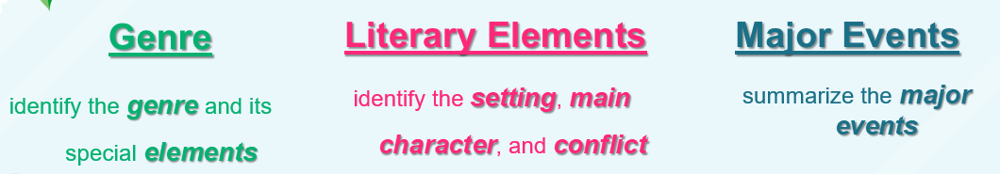 Genre
identify the genre and its
special elements
Literary Elements
identify the setting, main
character, and conflict
Major Events
summarize the major
events